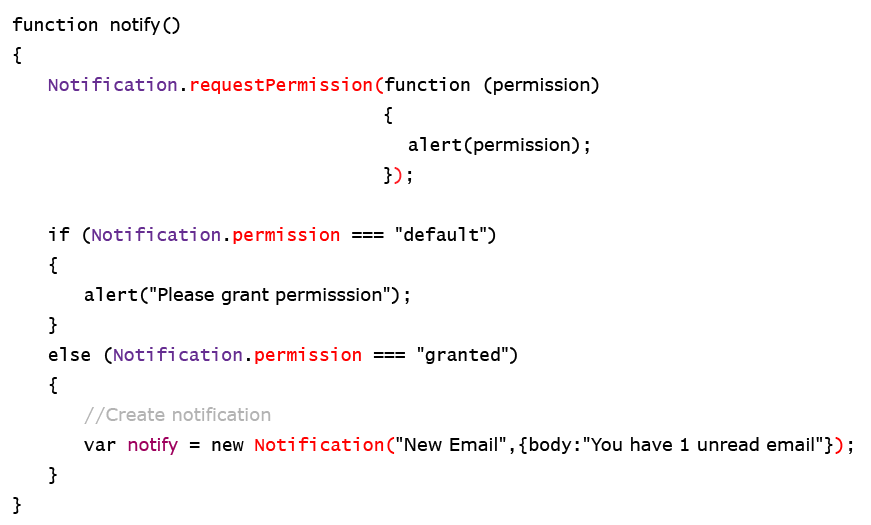 function notify()
{
Notification.requestPermission(function (permission)
{
alert(permission);
});
if (Notification.permission === "default")
{
alert("Please grant permisssion");
}
else (Notification.permission === "granted")
{
//Create notification
var notify = new Notification("New Email",{body:"You have 1 unread email"});
}
}